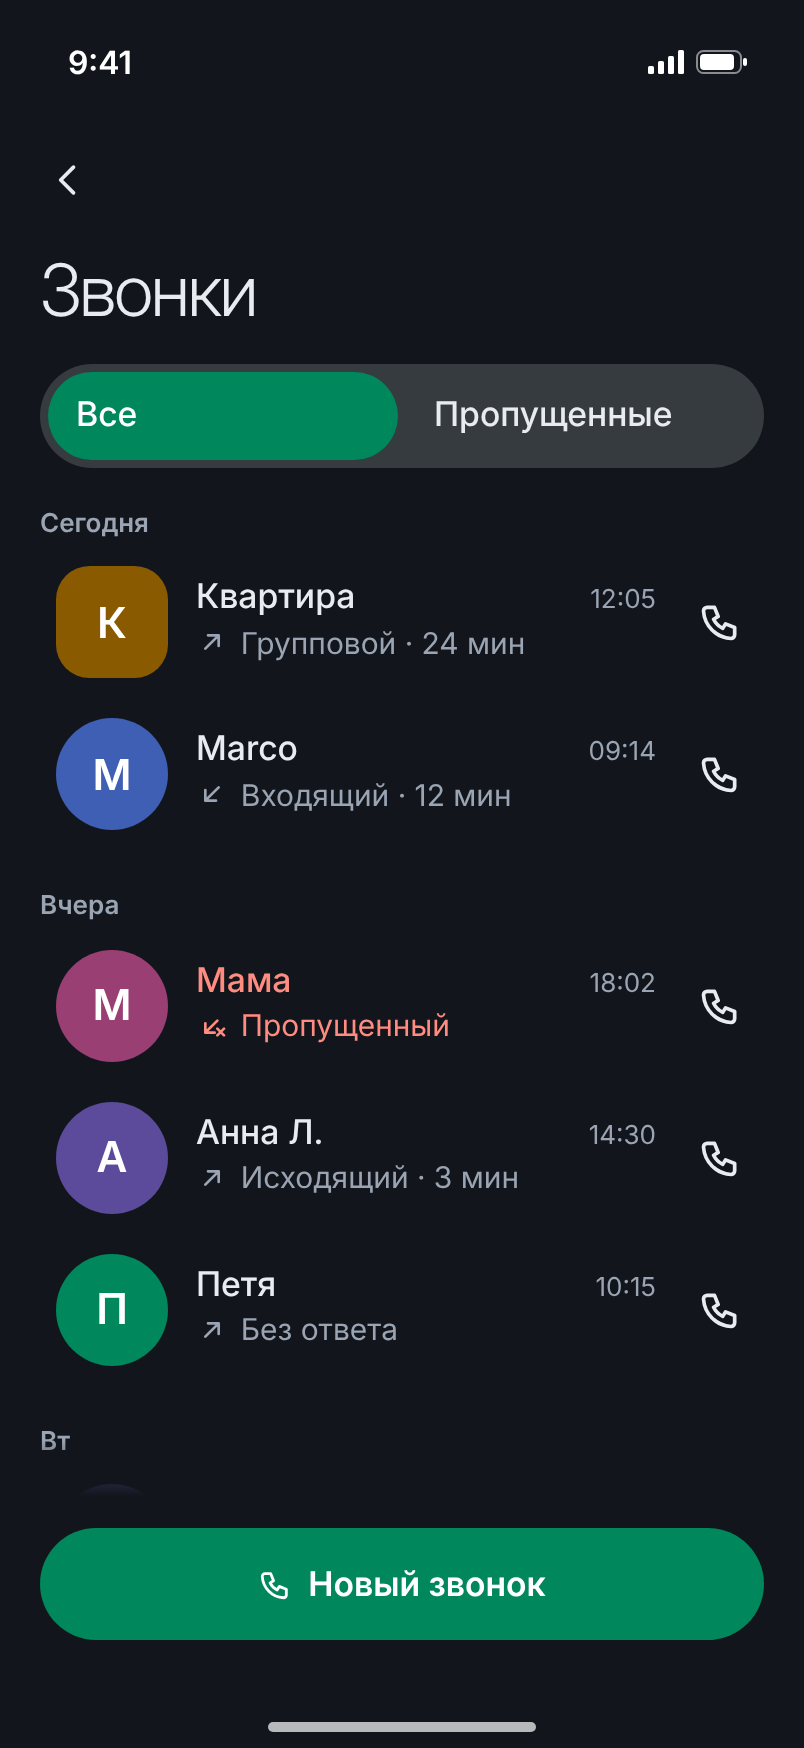 9:41
Звонки
Все
Пропущенные
Сегодня
К
Квартира
12:05
Групповой · 24 мин
M
Marco
09:14
Входящий · 12 мин
Вчера
М
Мама
18:02
Пропущенный
А
Анна Л.
14:30
Исходящий · 3 мин
П
Петя
10:15
Без ответа
Вт
Новый звонок